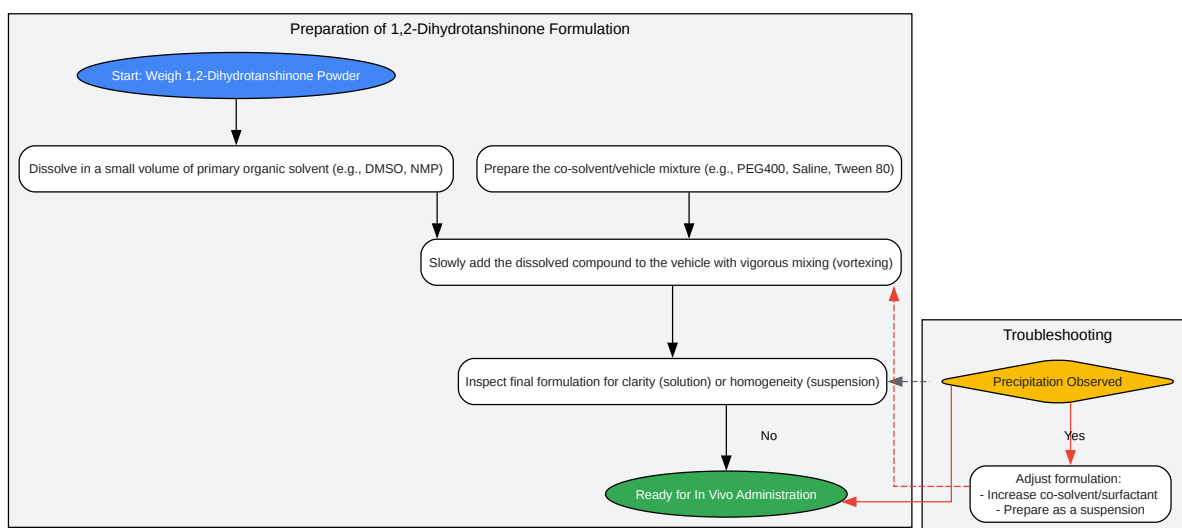 Preparation of 1,2-Dihydrotanshinone Formulation
Start: Weigh 1,2-Dihydrotanshinone Powder
Dissolve in a small volume of primary organic solvent (e.g., DMSO, NMP)
Prepare the co-solvent/vehicle mixture (e.g., PEG400, Saline, Tween 80)
Slowly add the dissolved compound to the vehicle with vigorous mixing (vortexing)
Inspect final formulation for clarity (solution) or homogeneity (suspension)
No
Ready for In Vivo Administration
Troubleshooting
Precipitation Observed
Yes
Adjust formulation:
- Increase co-solvent/surfactant
- Prepare as a suspension